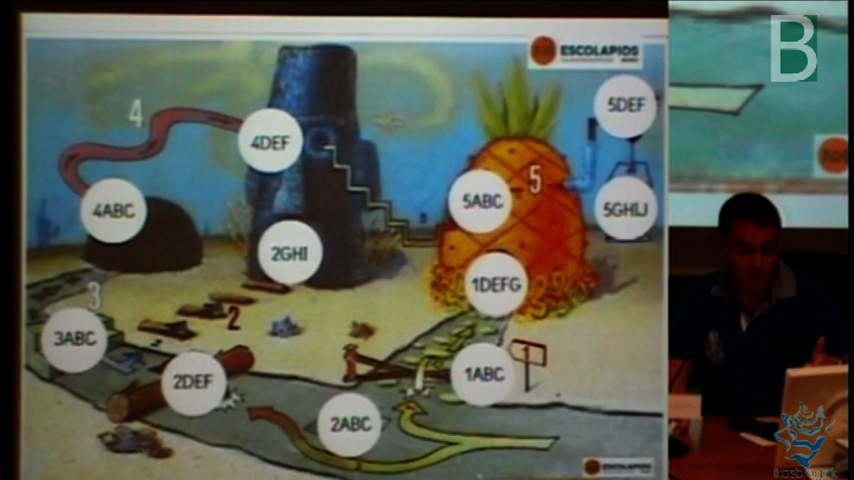 ESCOLAPIOS
B
4
4DEF
5DEF
5
5ABC
4ABC
5GHIJ
2GHI
1DEFG
3
2
3ABC
1
2DEF
1ABC
2ABC
ESCOLAPIOS